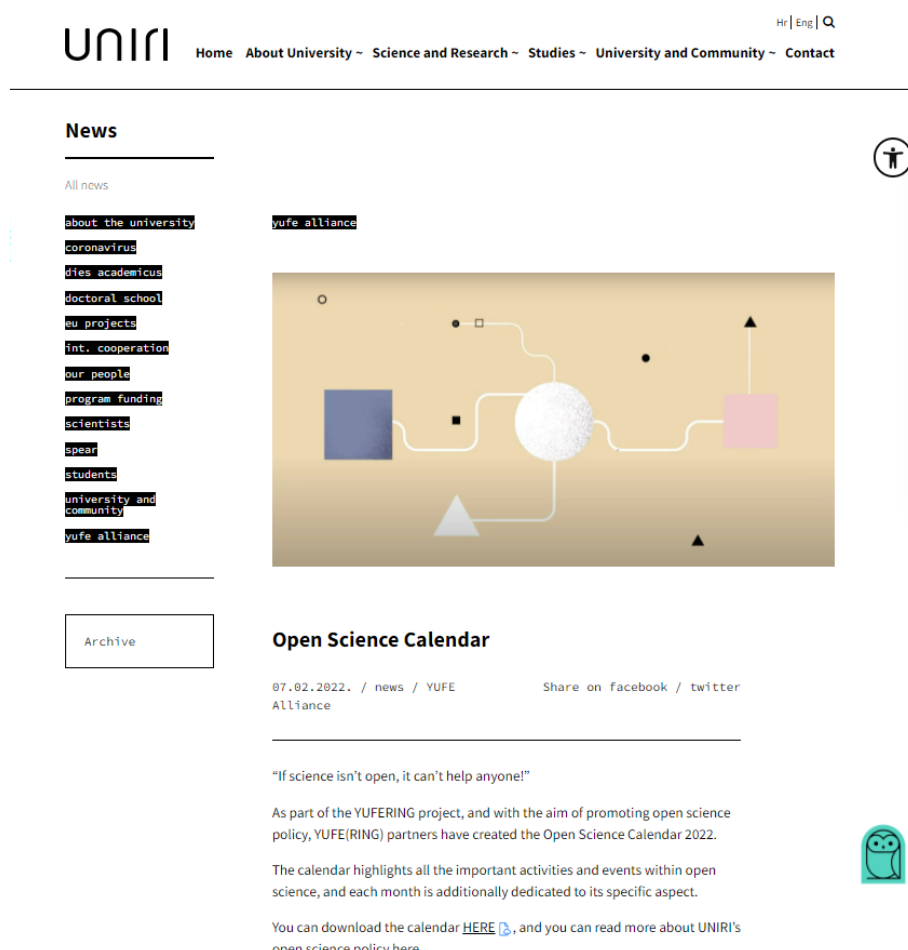 Hr | Eng |
UNIRI
Home About University ~ Science and Research ~ Studies ~ University and Community ~ Contact
News
All news
about the university
coronavirus
dies academicus
doctoral school
eu projects
int. cooperation
our people
program funding
scientists
spear
students
university and
community
yufe alliance
Archive
yufe alliance
Open Science Calendar
07.02.2022. / news / YUFE
Alliance
Share on facebook / twitter
“If science isn’t open, it can’t help anyone!”
As part of the YUFERING project, and with the aim of promoting open science
policy, YUFE(RING) partners have created the Open Science Calendar 2022.
The calendar highlights all the important activities and events within open
science, and each month is additionally dedicated to its specific aspect.
You can download the calendar HERE , and you can read more about UNIRI’s
open science policy here